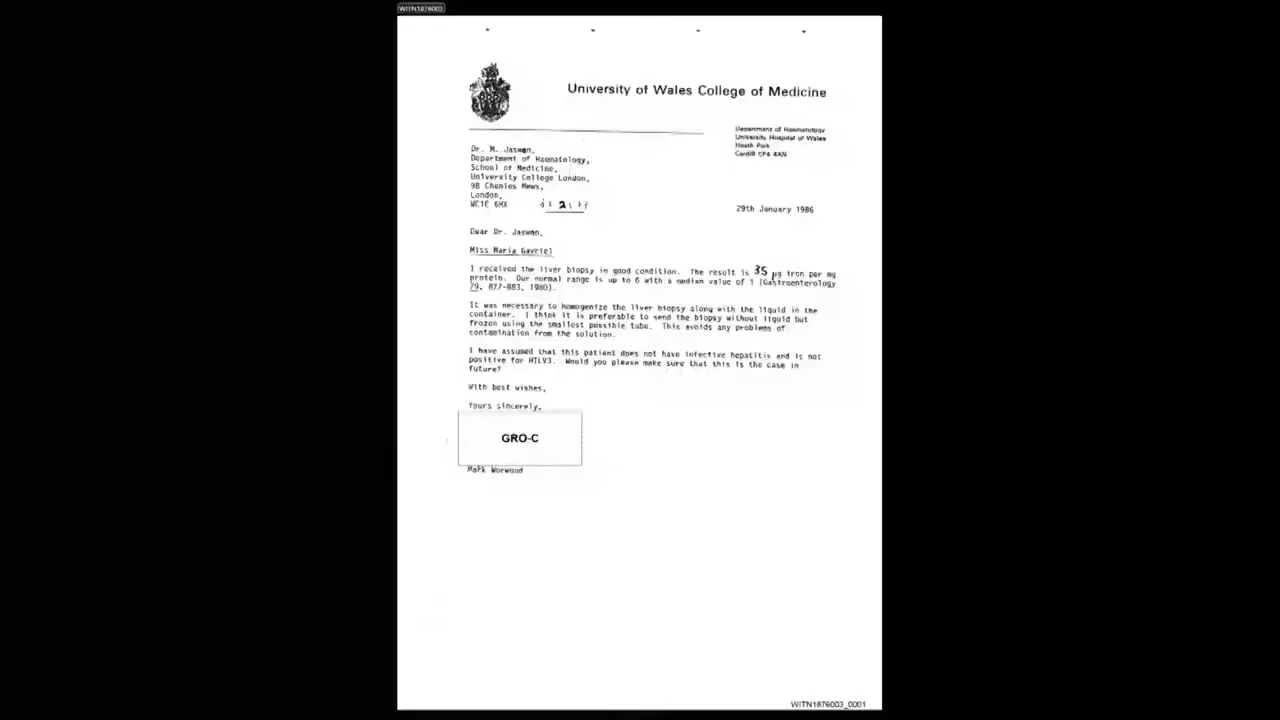 WITN1876003
University of Wales College of Medicine
Department of Haematology
University Hospital of Wales
Heath Park
Cardiff CF4 4XN
Dr. M. Jaswon,
Department of Haematology,
School of Medicine,
University College London,
98 Chenies Mews,
London,
WC1E 6HX
29th January 1986
Dear Dr. Jaswon,
Miss Maria Gavriel
I received the liver biopsy in good condition. The result is 35 µg iron per mg
protein. Our normal range is up to 6 with a median value of 1 (Gastroenterology
79, 877-883, 1980).
It was necessary to homogenize the liver biopsy along with the liquid in the
container. I think it is preferable to send the biopsy without liquid but
frozen using the smallest possible tube. This avoids any problems of
contamination from the solution.
I have assumed that this patient does not have infective hepatitis and is not
positive for HTLV3. Would you please make sure that this is the case in
future?
With best wishes,
Yours sincerely,
GRO-C
Mark Worwood
WITN1876003_0001